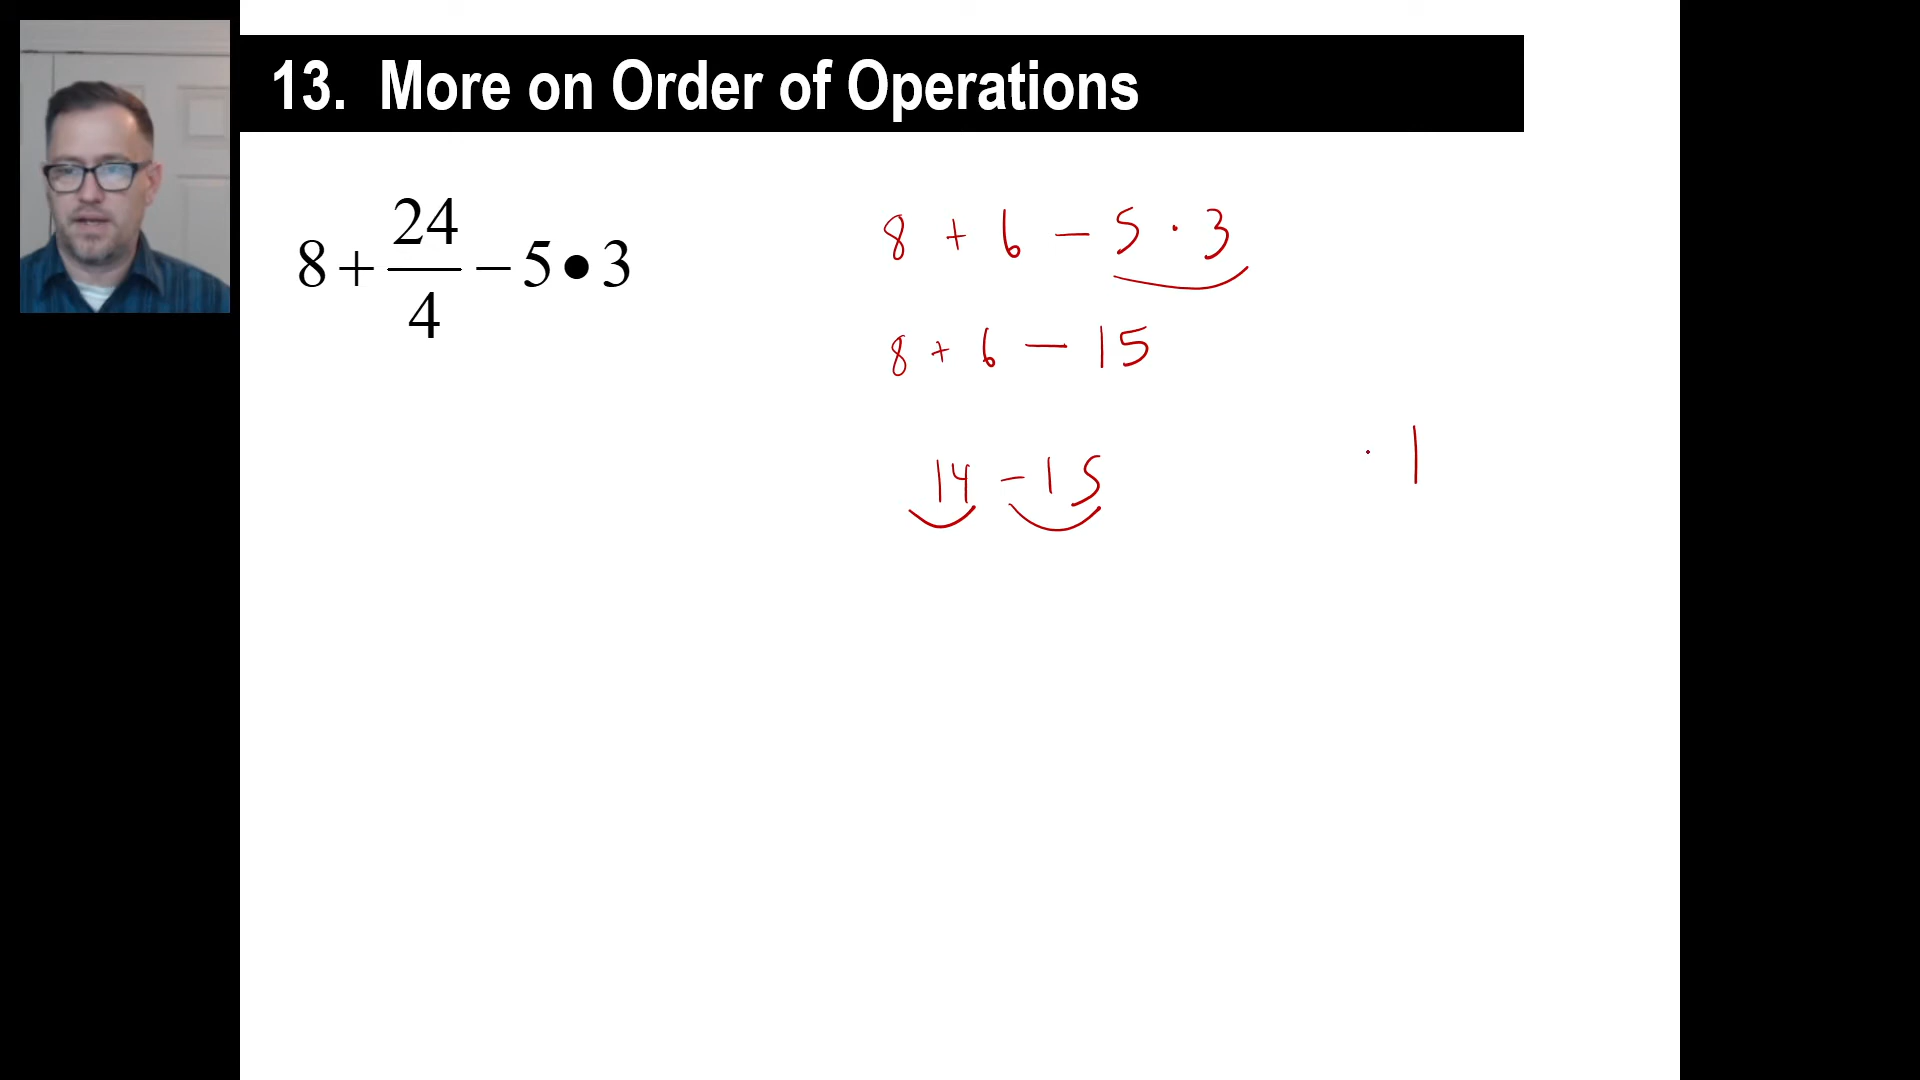 13. More on Order of Operations
8 + 24/4 − 5 • 3
8 + 6 − 5 · 3
8 + 6 − 15
14 − 15
· 1